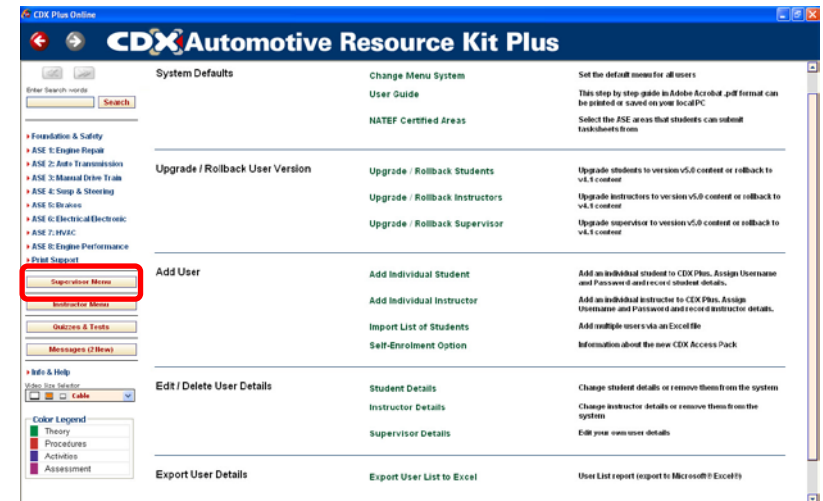 CDX Plus Online
CDX Automotive Resource Kit Plus
Enter Search words
Search
Foundation & Safety
ASE 1: Engine Repair
ASE 2: Auto Transmission
ASE 3: Manual Drive Train
ASE 4: Susp & Steering
ASE 5: Brakes
ASE 6: Electrical Electronic
ASE 7: HVAC
ASE 8: Engine Performance
Print Support
Supervisor Menu
Instructor Menu
Quizzes & Tests
Messages (2 New)
Info & Help
Video Size Selector
Cable
Color Legend
Theory
Procedures
Activities
Assessment
System Defaults
Change Menu System
Set the default menu for all users
User Guide
This step by step guide in Adobe Acrobat .pdf format can
be printed or saved on your local PC
NATEF Certified Areas
Select the ASE areas that students can submit
tasksheets from
Upgrade / Rollback User Version
Upgrade / Rollback Students
Upgrade students to version v5.0 content or rollback to
v4.1 content
Upgrade / Rollback Instructors
Upgrade instructors to version v5.0 content or rollback to
v4.1 content
Upgrade / Rollback Supervisor
Upgrade supervisor to version v5.0 content or rollback to
v4.1 content
Add User
Add Individual Student
Add an individual student to CDX Plus. Assign Username
and Password and record student details.
Add Individual Instructor
Add an individual instructor to CDX Plus. Assign
Username and Password and record instructor details.
Import List of Students
Add multiple users via an Excel file
Self-Enrolment Option
Information about the new CDX Access Pack
Edit / Delete User Details
Student Details
Change student details or remove them from the system
Instructor Details
Change instructor details or remove them from the
system
Supervisor Details
Edit your own user details
Export User Details
Export User List to Excel
User List report (export to Microsoft® Excel®)